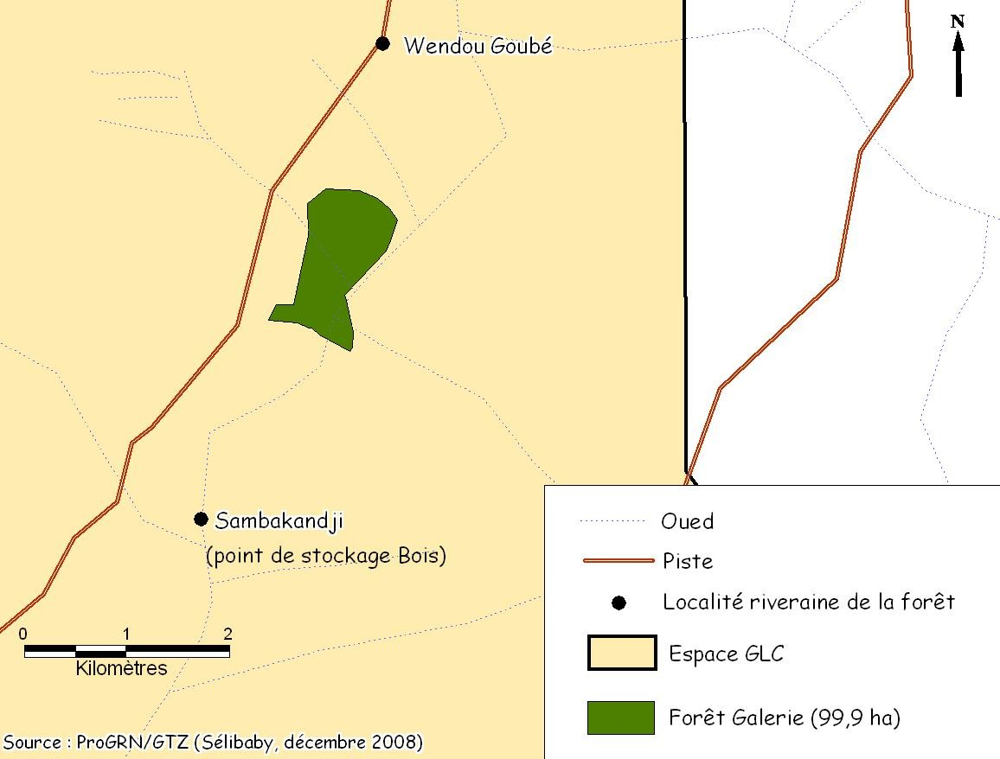 N
Wendou Goubé
Sambakandji
(point de stockage Bois)
0 1 2
Kilomètres
Source : ProGRN/GTZ (Sélibaby, décembre 2008)
Oued
Piste
Localité riveraine de la forêt
Espace GLC
Forêt Galerie (99,9 ha)